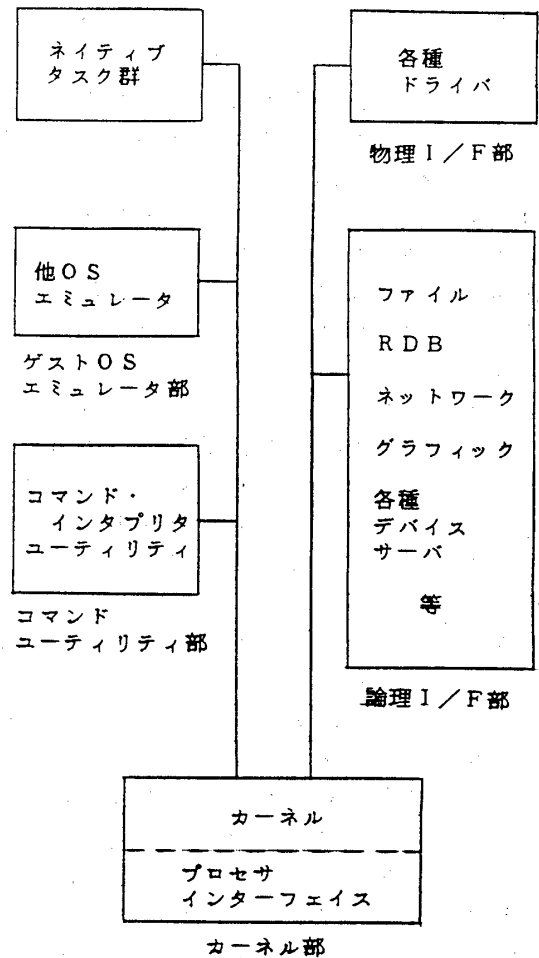 ネイティブ
タスク群
他OS
エミュレータ
ゲストOS
エミュレータ部
コマンド・
インタプリタ
ユーティリティ
コマンド
ユーティリティ部
各種
ドライバ
物理I／F部
ファイル
RDB
ネットワーク
グラフィック
各種
デバイス
サーバ
等
論理I／F部
カーネル
プロセサ
インターフェイス
カーネル部